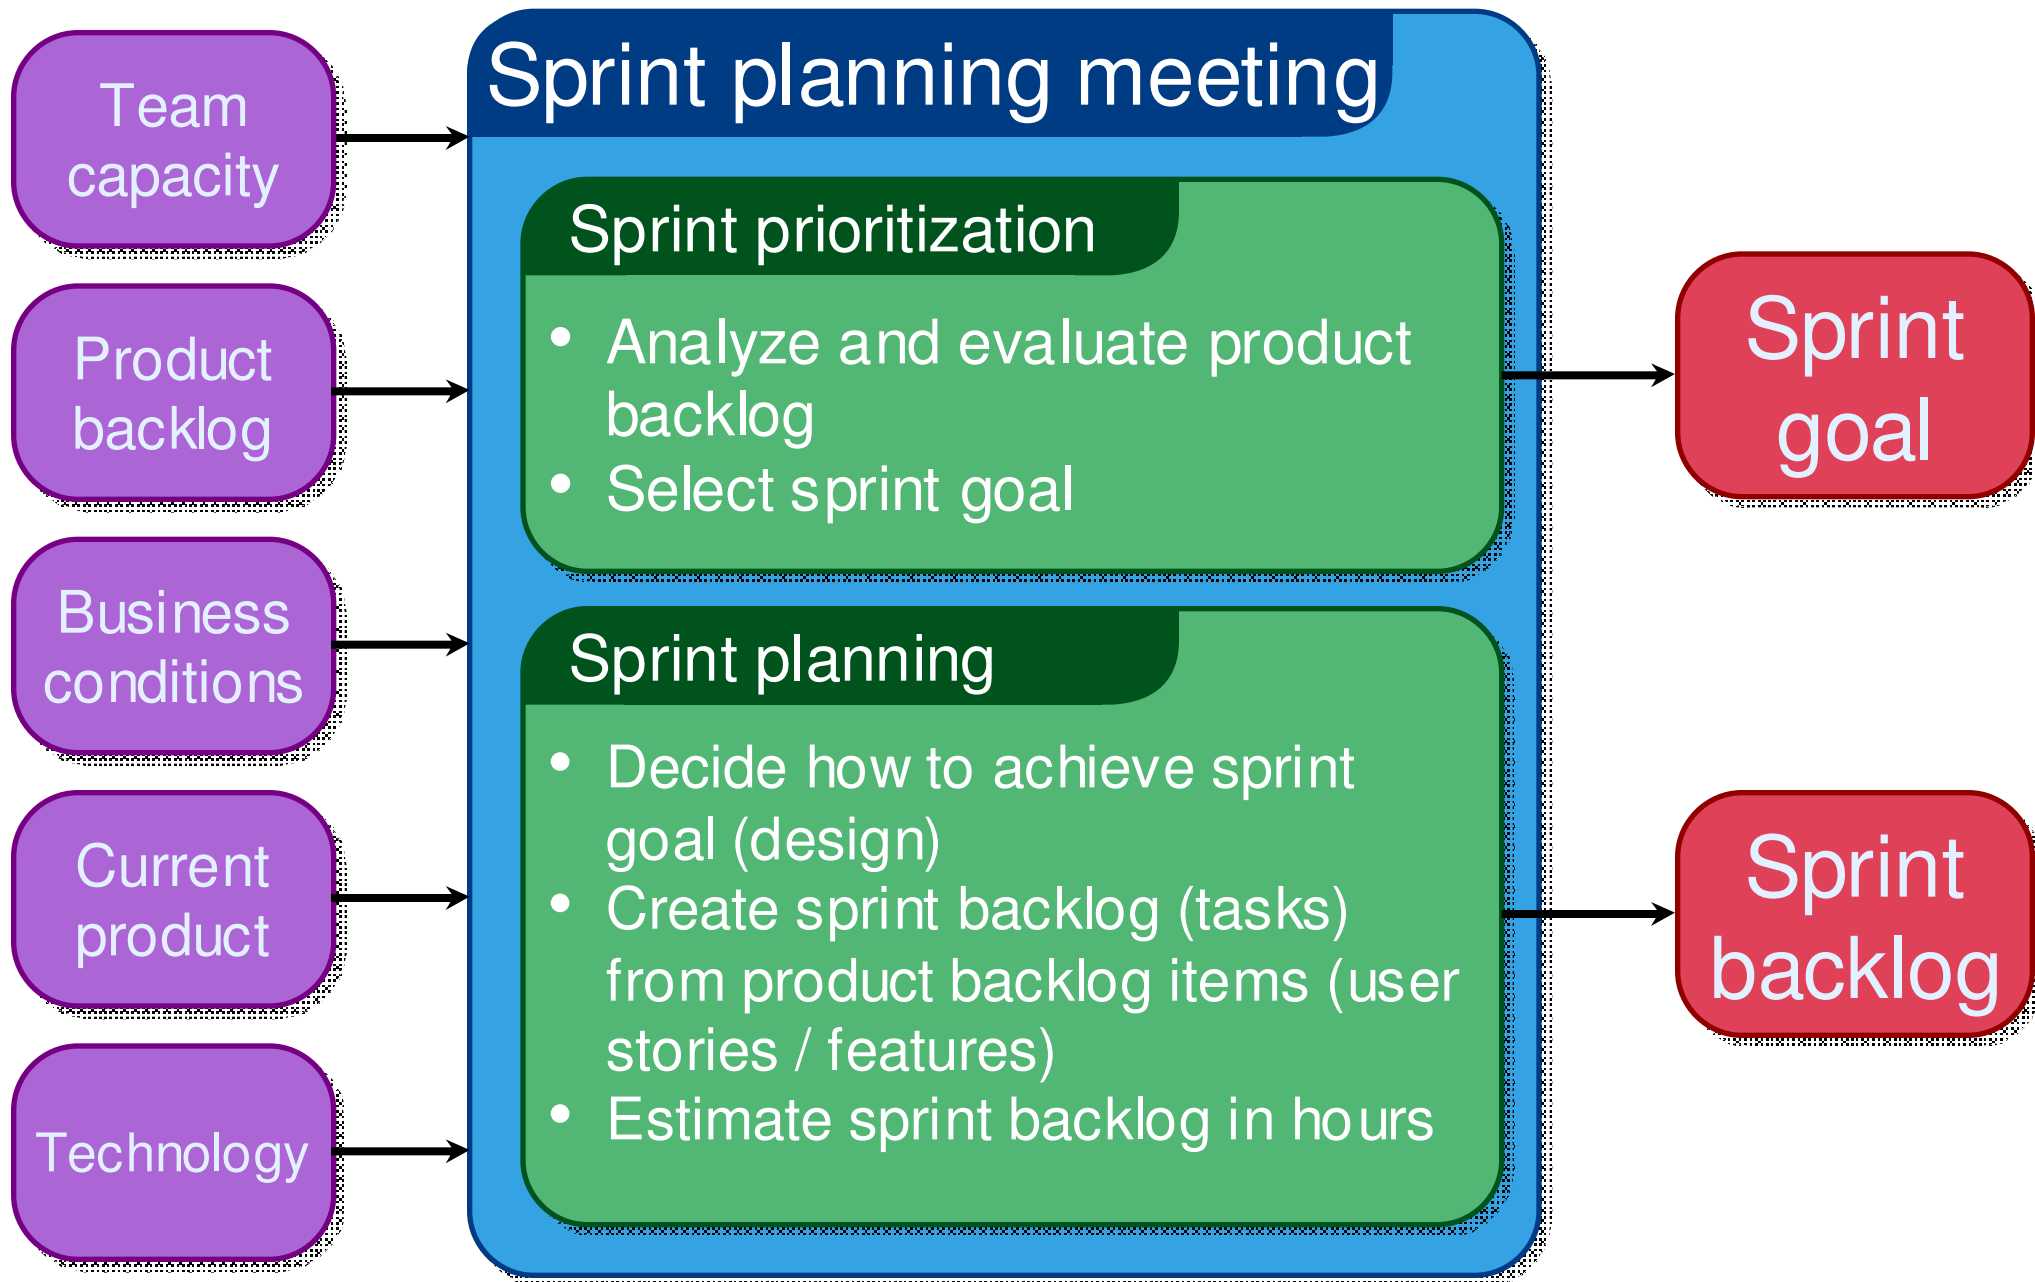 Team
capacity
Product
backlog
Business
conditions
Current
product
Technology
Sprint planning meeting
Sprint prioritization
• Analyze and evaluate product
backlog
• Select sprint goal
Sprint planning
• Decide how to achieve sprint
goal (design)
• Create sprint backlog (tasks)
from product backlog items (user
stories / features)
• Estimate sprint backlog in hours
Sprint
goal
Sprint
backlog